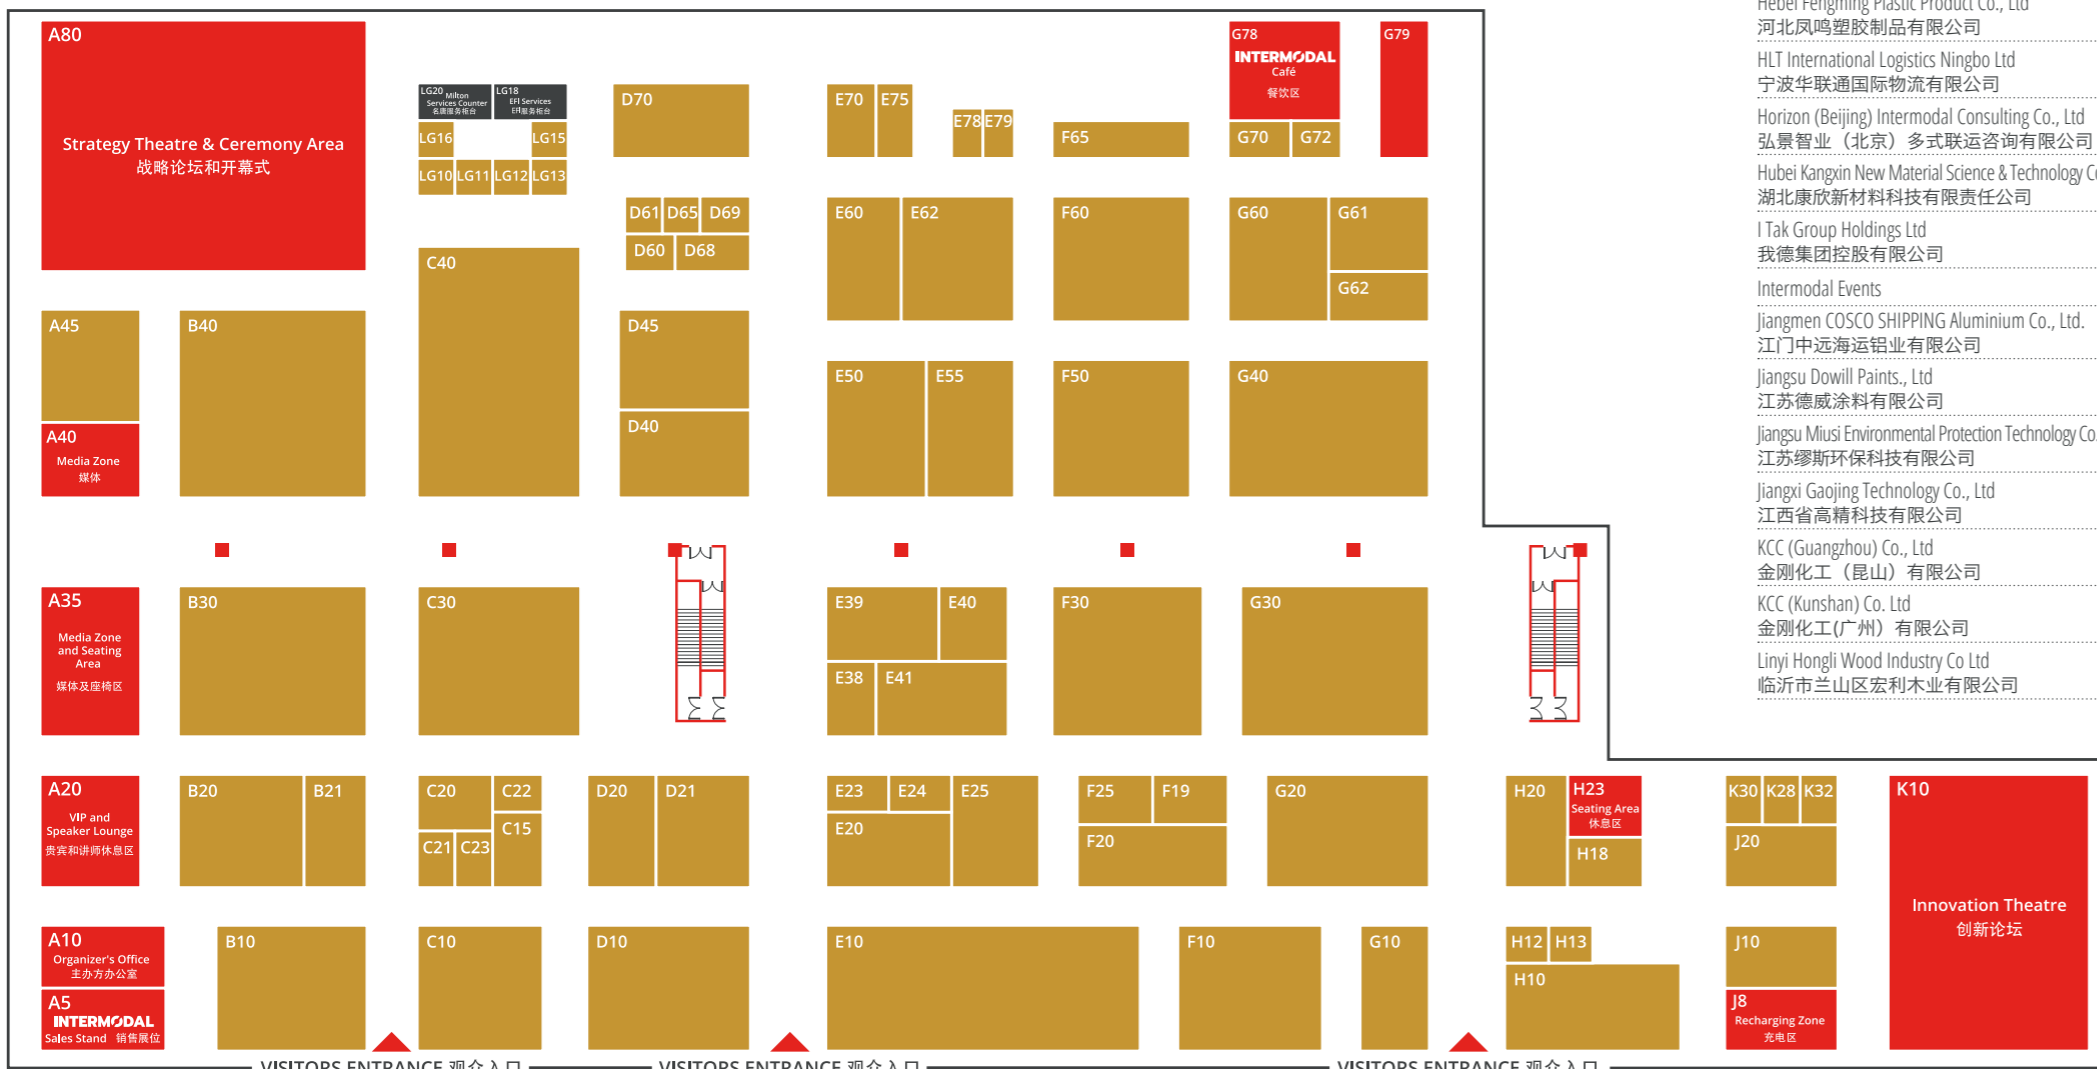 A80
Strategy Theatre & Ceremony Area
战略论坛和开幕式
LG20 Milton
Services Counter
名唐服务柜台
LG18
EFI Services
EFI服务柜台
LG16
LG15
LG10
LG11
LG12
LG13
D70
E70
E75
E78
E79
F65
G78
INTERMODAL
Café
餐饮区
G70
G72
G79
D61
D65
D69
D60
D68
C40
E60
E62
F60
G60
G61
G62
A45
B40
A40
Media Zone
媒体
D45
D40
E50
E55
F50
G40
A35
Media Zone
and Seating
Area
媒体及座椅区
B30
C30
E39
E40
E38
E41
F30
G30
A20
VIP and
Speaker Lounge
贵宾和讲师休息区
B20
B21
C20
C22
C15
C21
C23
D20
D21
E23
E24
E25
E20
F25
F19
F20
G20
H20
H23
Seating Area
休息区
H18
K30
K28
K32
J20
K10
Innovation Theatre
创新论坛
A10
Organizer's Office
主办方办公室
A5
INTERMODAL
Sales Stand 销售展位
B10
C10
D10
E10
F10
G10
H12
H13
H10
J10
J8
Recharging Zone
充电区
VISITORS ENTRANCE 观众入口
VISITORS ENTRANCE 观众入口
VISITORS ENTRANCE 观众入口
Hebei Fengming Plastic Product Co., Ltd
河北凤鸣塑胶制品有限公司
HLT International Logistics Ningbo Ltd
宁波华联通国际物流有限公司
Horizon (Beijing) Intermodal Consulting Co., Ltd
弘景智业（北京）多式联运咨询有限公司
Hubei Kangxin New Material Science & Technology
湖北康欣新材料科技有限责任公司
I Tak Group Holdings Ltd
我德集团控股有限公司
Intermodal Events
Jiangmen COSCO SHIPPING Aluminium Co., Ltd.
江门中远海运铝业有限公司
Jiangsu Dowill Paints., Ltd
江苏德威涂料有限公司
Jiangsu Miusi Environmental Protection Technology Co.
江苏缪斯环保科技有限公司
Jiangxi Gaojing Technology Co., Ltd
江西省高精科技有限公司
KCC (Guangzhou) Co., Ltd
金刚化工（昆山）有限公司
KCC (Kunshan) Co. Ltd
金刚化工(广州）有限公司
Linyi Hongli Wood Industry Co Ltd
临沂市兰山区宏利木业有限公司